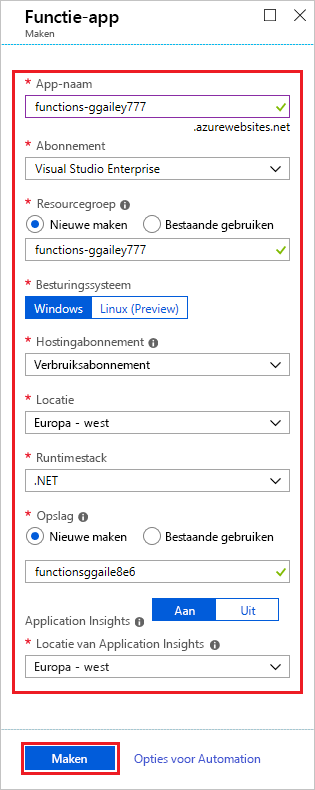 Functie-app
Maken
* App-naam
functions-ggailey777
.azurewebsites.net
* Abonnement
Visual Studio Enterprise
* Resourcegroep
Nieuwe maken Bestaande gebruiken
functions-ggailey777
* Besturingssysteem
Windows Linux (Preview)
* Hostingabonnement
Verbruiksabonnement
* Locatie
Europa - west
* Runtimestack
.NET
* Opslag
Nieuwe maken Bestaande gebruiken
functionsggaile8e6
Application Insights Aan Uit
* Locatie van Application Insights
Europa - west
Maken Opties voor Automation